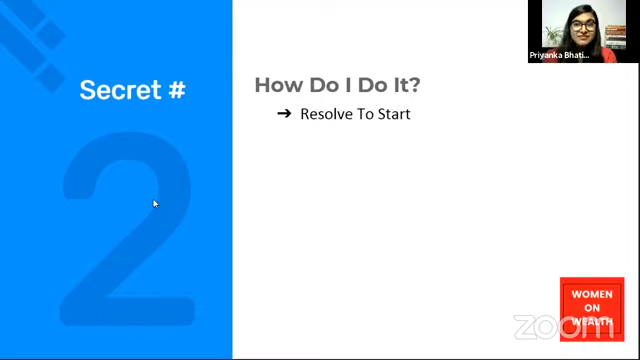 Secret #
2
How Do I Do It?
➔ Resolve To Start
Priyanka Bhati...
WOMEN
ON
WEALTH
zoom